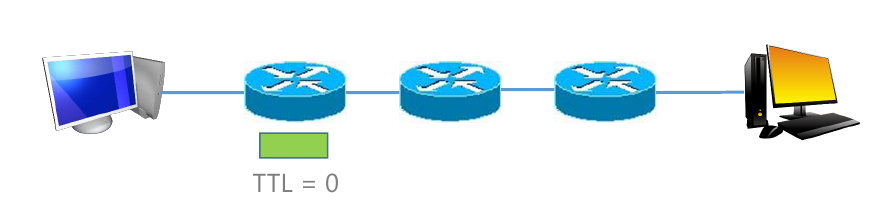 TTL = 0